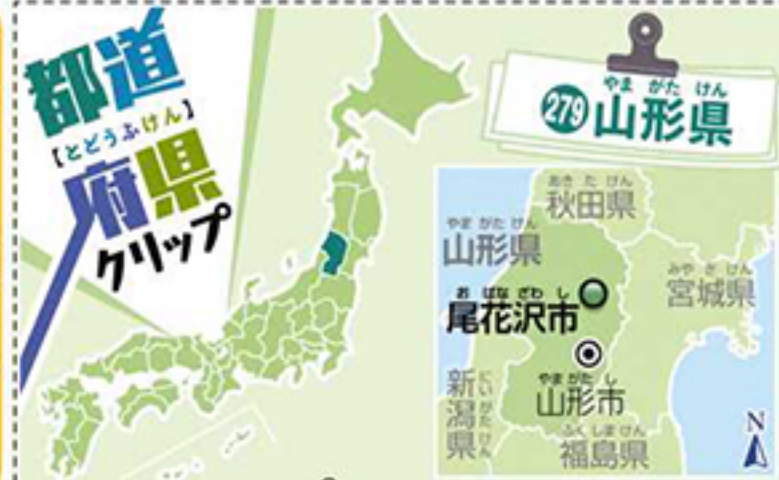 都道
【とどうふけん】
府県
クリップ
279
やまがたけん
山形県
あきたけん
秋田県
やまがたけん
山形県
みやぎけん
宮城県
おばなざわし
尾花沢市
やまがたし
山形市
新潟県
にいがたけん
ふくしまけん
福島県
N